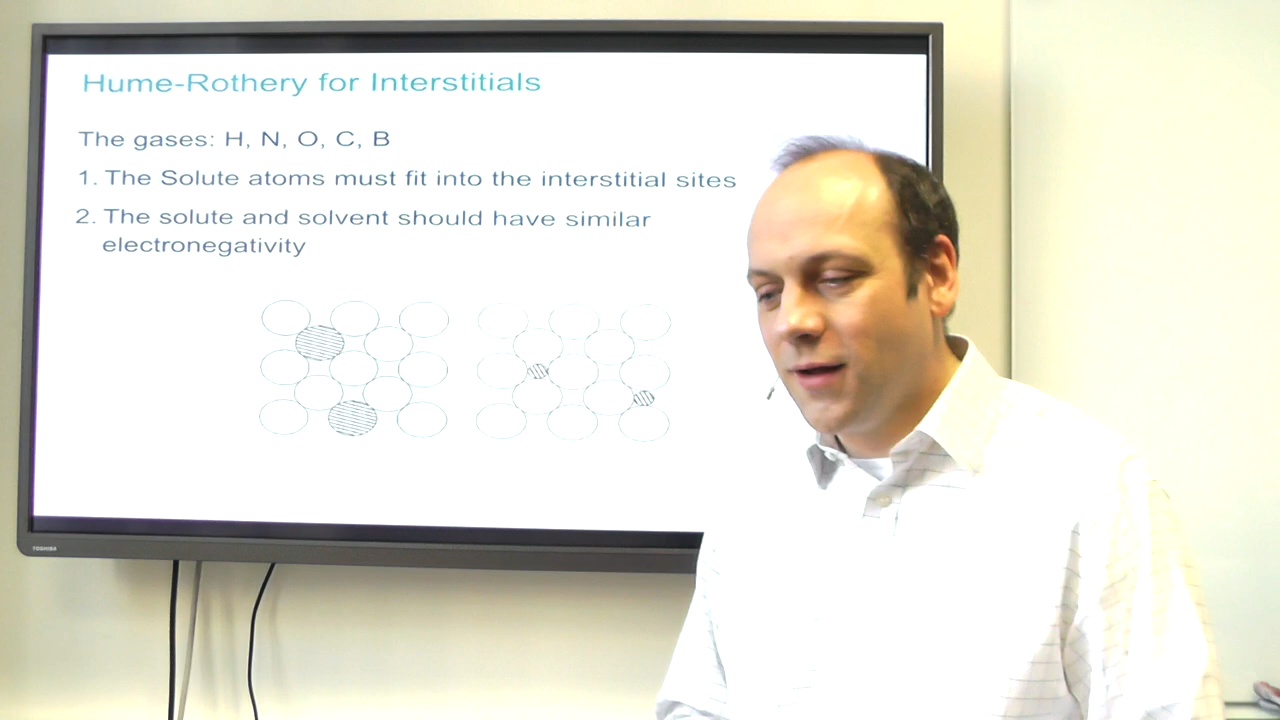 Hume-Rothery for Interstitials
The gases: H, N, O, C, B
1. The Solute atoms must fit into the interstitial sites
2. The solute and solvent should have similar
electronegativity
TOSHIBA